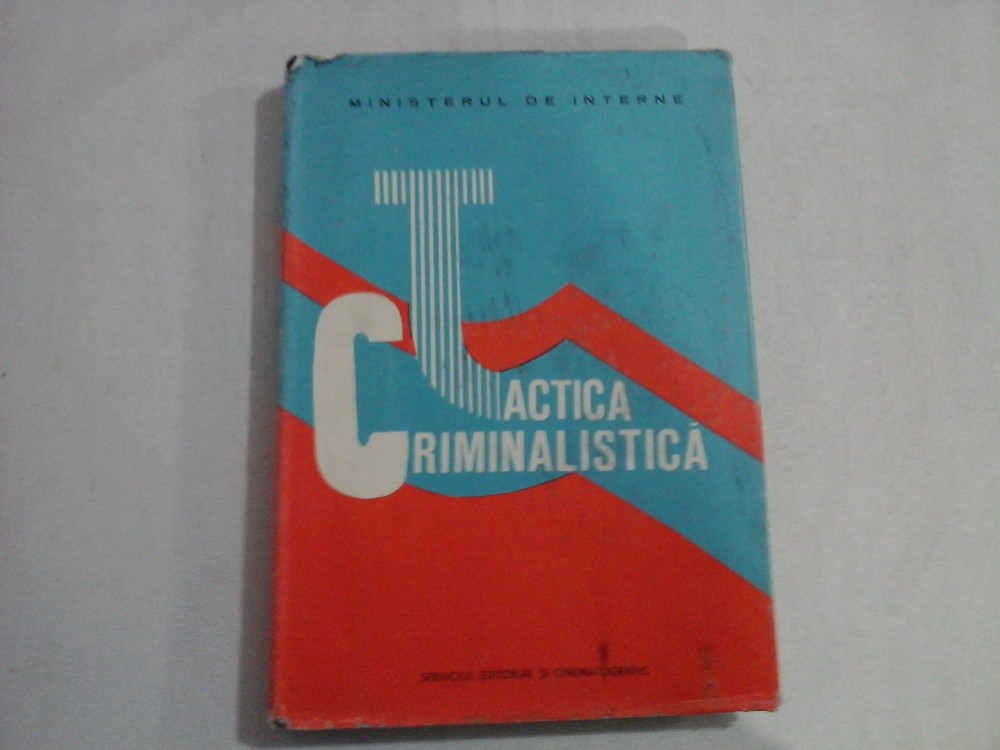 MINISTERUL DE INTERNE
TACTICA
CRIMINALISTICĂ
SERVICIUL EDITORIAL ȘI CINEMATOGRAFIC